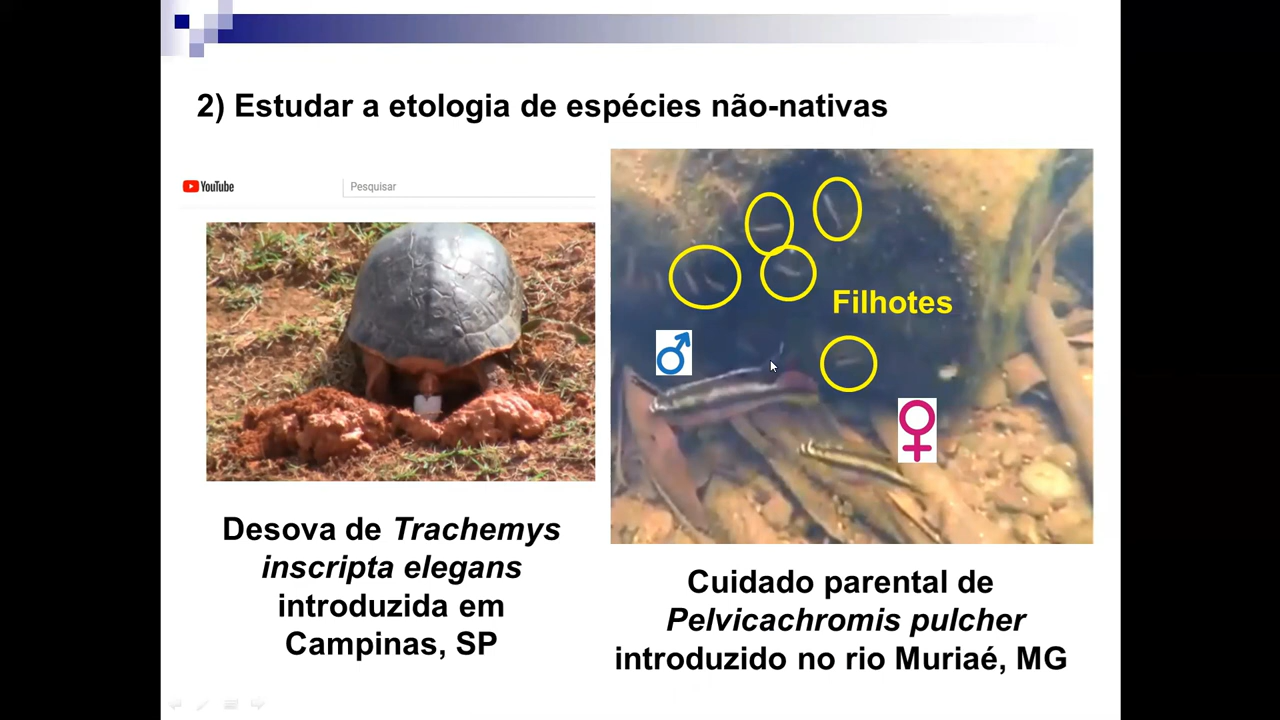 2) Estudar a etologia de espécies não-nativas
YouTube
Pesquisar
Filhotes
Desova de Trachemys
inscripta elegans
introduzida em
Campinas, SP
Cuidado parental de
Pelvicachromis pulcher
introduzido no rio Muriaé, MG